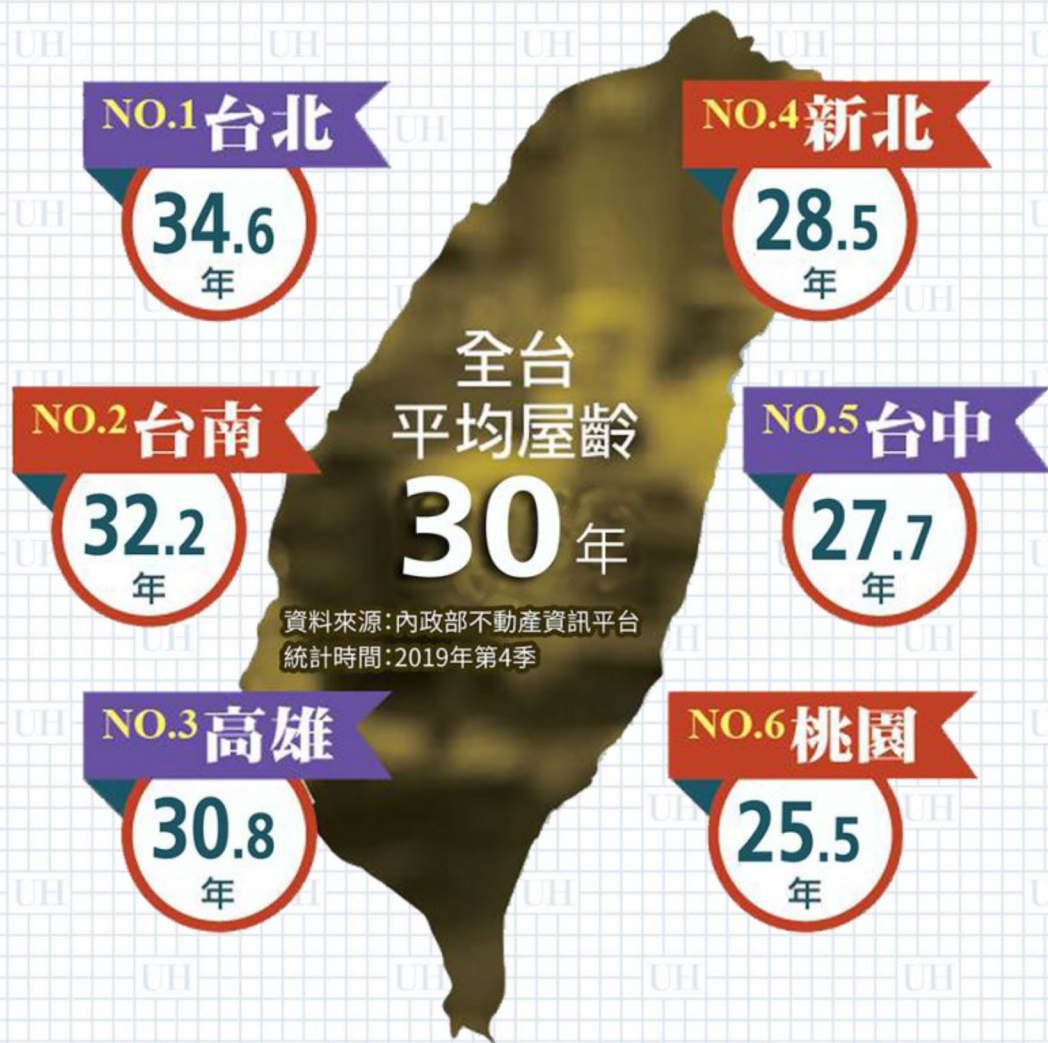 NO.1台北
34.6
年
NO.2台南
32.2
年
NO.3高雄
30.8
年
全台
平均屋齡
30年
資料來源:內政部不動產資訊平台
統計時間:2019年第4季
NO.4新北
28.5
年
NO.5台中
27.7
年
NO.6桃園
25.5
年
UH